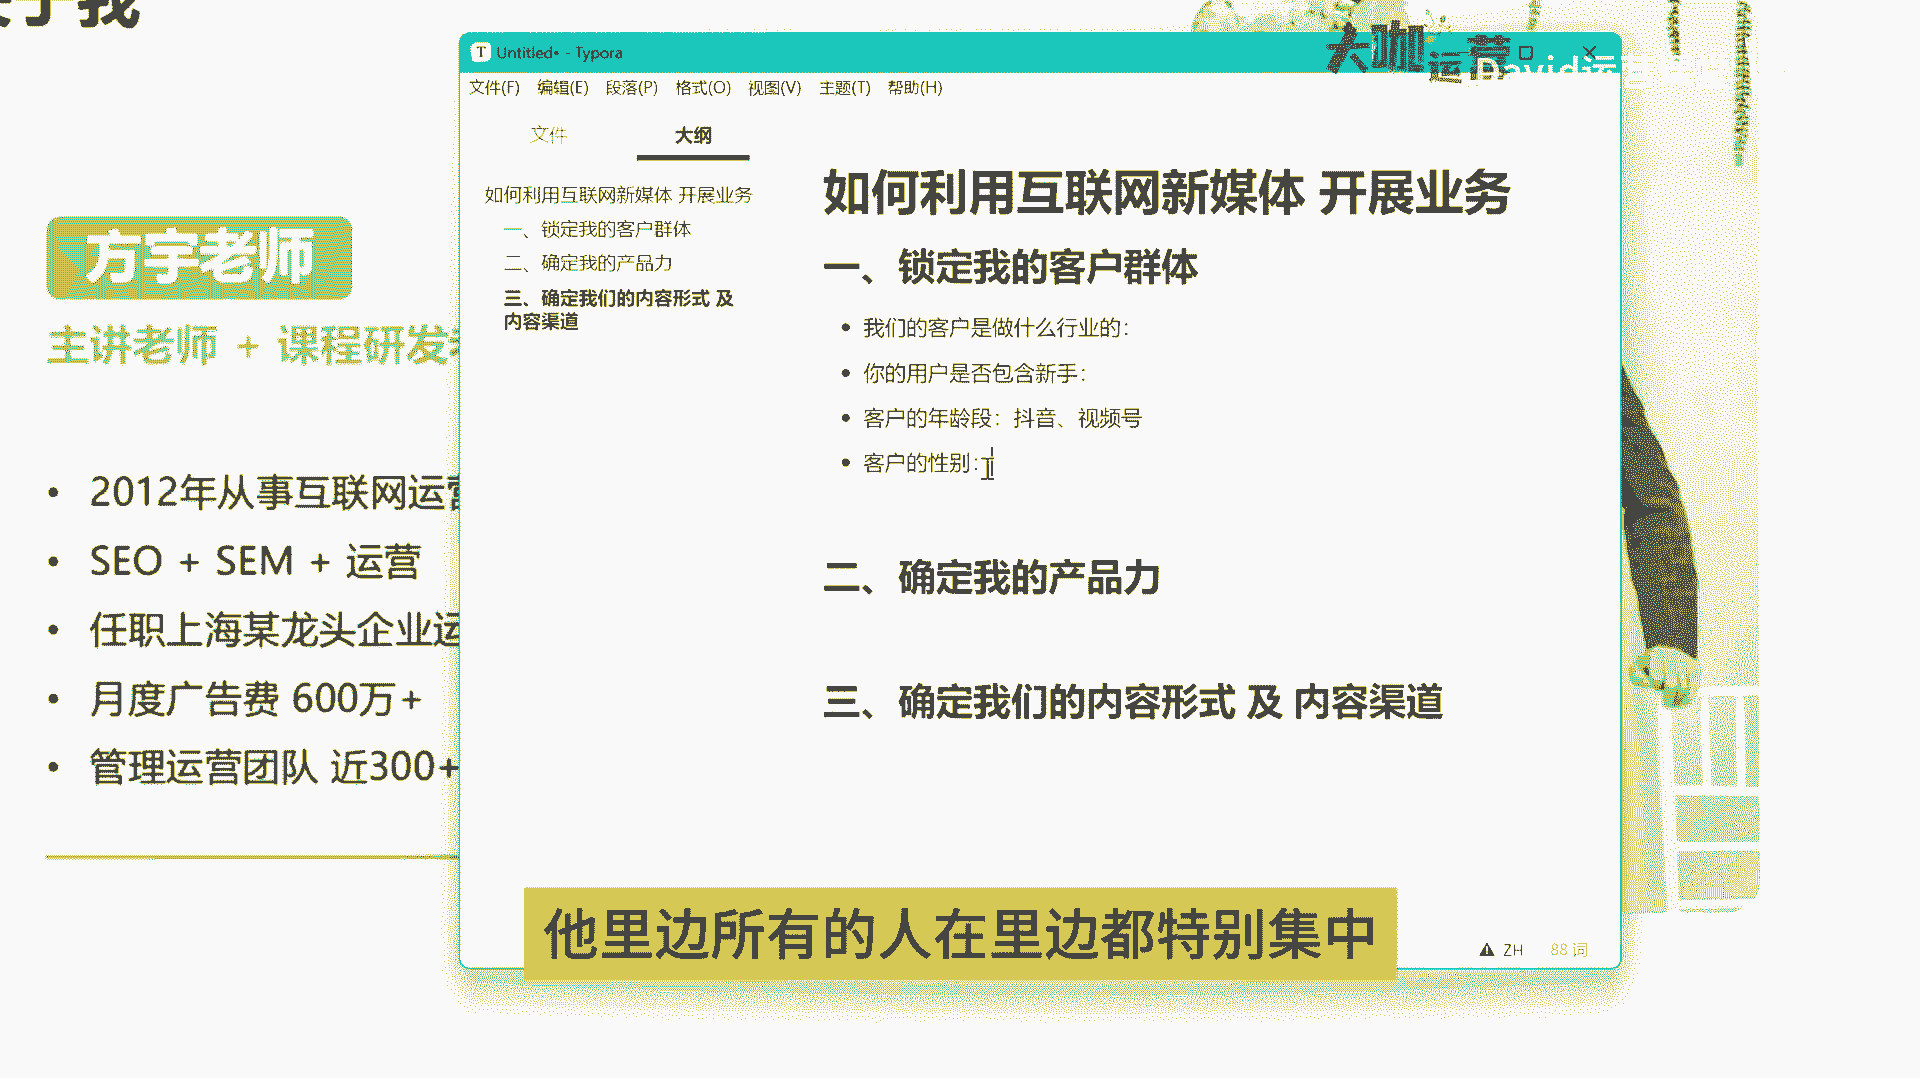 于我
方宇老师
主讲老师 + 课程研发
• 2012年从事互联网运营
• SEO + SEM + 运营
• 任职上海某龙头企业运
• 月度广告费 600万+
• 管理运营团队 近300+
Untitled• - Typora
大咖运营
David运营
文件(F) 编辑(E) 段落(P) 格式(O) 视图(V) 主题(T) 帮助(H)
文件 大纲
如何利用互联网新媒体 开展业务
一、锁定我的客户群体
二、确定我的产品力
三、确定我们的内容形式 及
内容渠道
如何利用互联网新媒体 开展业务
一、锁定我的客户群体
• 我们的客户是做什么行业的：
• 你的用户是否包含新手：
• 客户的年龄段：抖音、视频号
• 客户的性别：
二、确定我的产品力
三、确定我们的内容形式 及 内容渠道
他里边所有的人在里边都特别集中
ZH 88 词